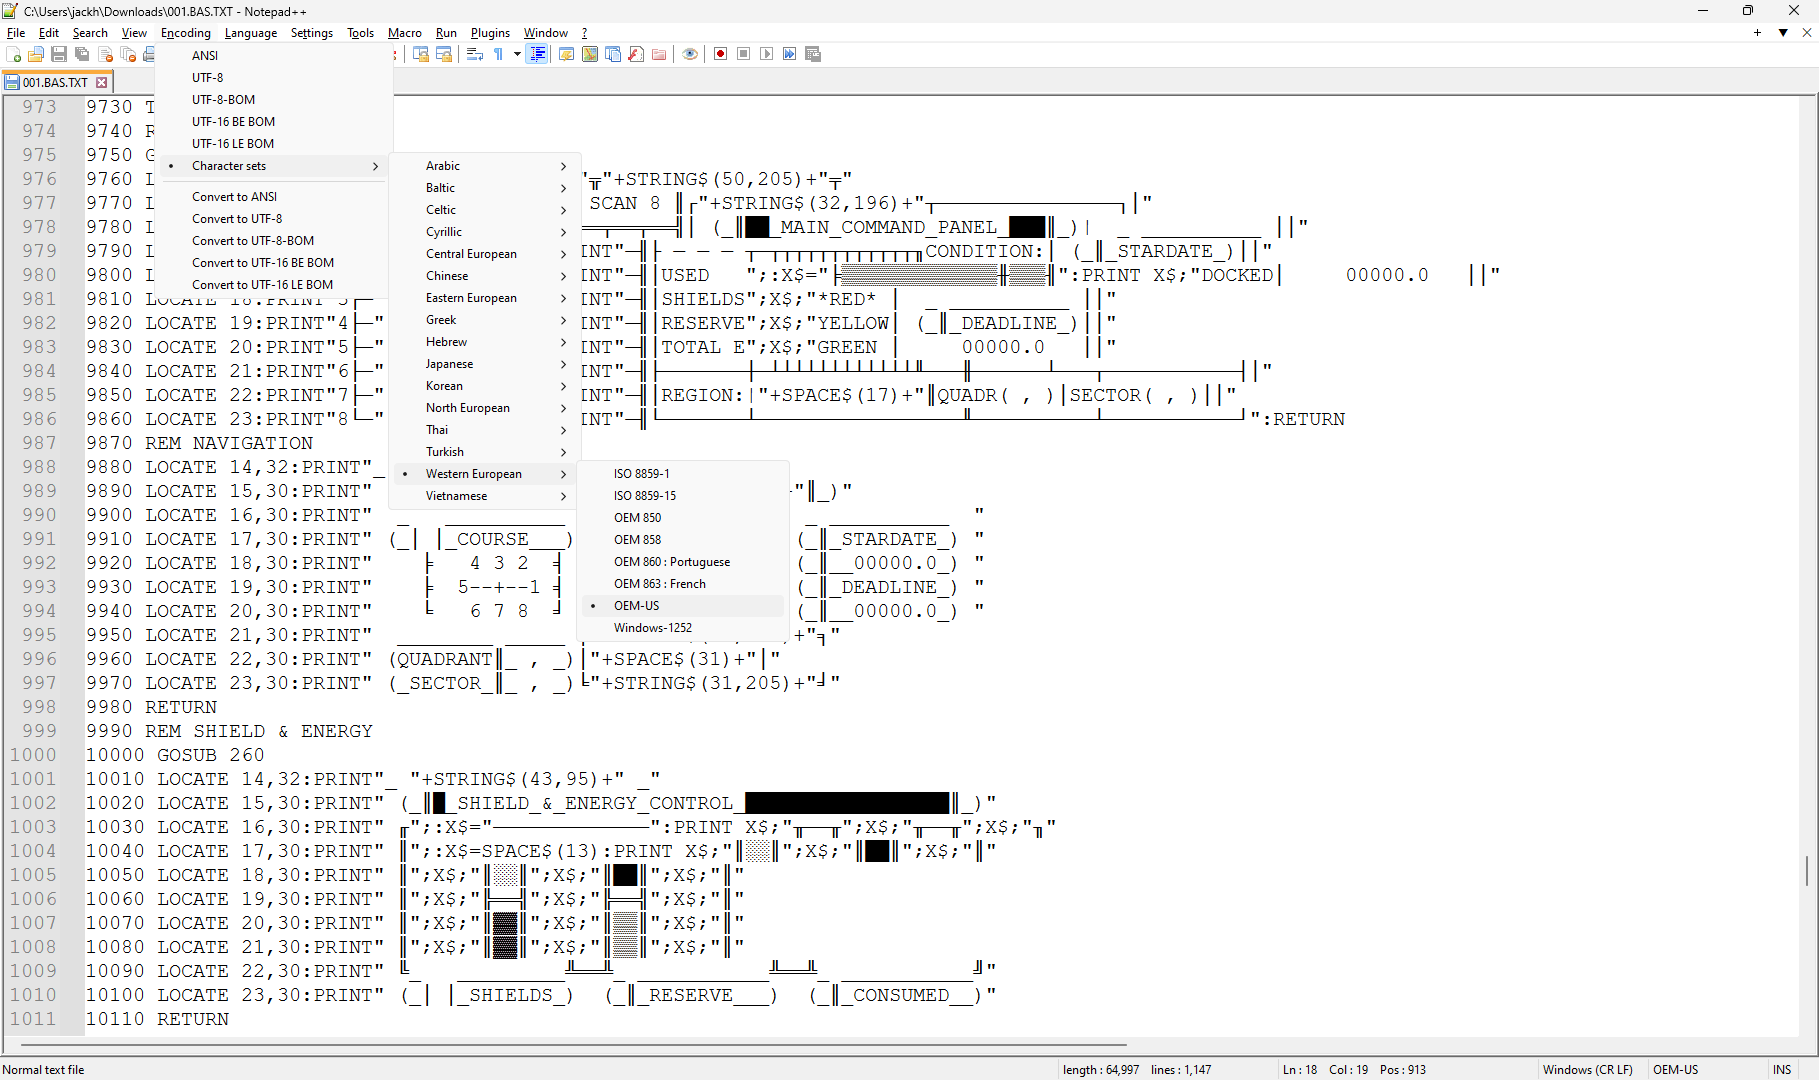 C:\Users\jackh\Downloads\001.BAS.TXT - Notepad++
File Edit Search View Encoding Language Settings Tools Macro Run Plugins Window ?
001.BAS.TXT
ANSI
UTF-8
UTF-8-BOM
UTF-16 BE BOM
UTF-16 LE BOM
Character sets
Convert to ANSI
Convert to UTF-8
Convert to UTF-8-BOM
Convert to UTF-16 BE BOM
Convert to UTF-16 LE BOM
Arabic
Baltic
Celtic
Cyrillic
Central European
Chinese
Eastern European
Greek
Hebrew
Japanese
Korean
North European
Thai
Turkish
Western European
Vietnamese
ISO 8859-1
ISO 8859-15
OEM 850
OEM 858
OEM 860 : Portuguese
OEM 863 : French
OEM-US
Windows-1252
973 9730 T
974 9740 R
975 9750 G
976 9760 L "╦"+STRING$(50,205)+"╤"
977 9770 L SCAN 8 ║┌"+STRING$(32,196)+"┬────────────────┐│"
978 9780 L ══╤══╤══╣│ (_║██_MAIN_COMMAND_PANEL_███║_)| _ __________ ││"
979 9790 L INT"─╢├ ─ ─ ─ ┬─┬┬┬┬┬┬┬┬┬┬┬╥CONDITION:│ (_║_STARDATE_)││"
980 9800 L INT"─╢│USED   ";:X$="╞▒▒▒▒▒▒▒▒▒▒▒▒▒╫▒▒▒╢":PRINT X$;"DOCKED│     00000.0   ││"
981 9810 LOCATE 18:PRINT"3├─ INT"─╢│SHIELDS";X$;"*RED* │  _ __________ ││"
982 9820 LOCATE 19:PRINT"4├─" INT"─╢│RESERVE";X$;"YELLOW│ (_║_DEADLINE_)││"
983 9830 LOCATE 20:PRINT"5├─" INT"─╢│TOTAL E";X$;"GREEN │     00000.0   ││"
984 9840 LOCATE 21:PRINT"6├─" INT"─╢├───────┼─┴┴┴┴┴┴┴┴┴┴┴┴╨───╫──────┴───┬───────────┤│"
985 9850 LOCATE 22:PRINT"7├─" INT"─╢│REGION:|"+SPACE$(17)+"║QUADR( , )│SECTOR( , )││"
986 9860 LOCATE 23:PRINT"8└─" INT"─╢└───────┴─────────────────╨──────────┴───────────┘":RETURN
987 9870 REM NAVIGATION
988 9880 LOCATE 14,32:PRINT"_
989 9890 LOCATE 15,30:PRINT" "║_)"
990 9900 LOCATE 16,30:PRINT"  _   __________ _ __________  "
991 9910 LOCATE 17,30:PRINT" (_│ │_COURSE___) (_║_STARDATE_) "
992 9920 LOCATE 18,30:PRINT"    ╞   4 3 2  ╡ (_║__00000.0_) "
993 9930 LOCATE 19,30:PRINT"    ╞  5--+--1 ╡ (_║_DEADLINE_) "
994 9940 LOCATE 20,30:PRINT"    ╘   6 7 8  ╛ (_║__00000.0_) "
995 9950 LOCATE 21,30:PRINT"  ________ _____ +"╕"
996 9960 LOCATE 22,30:PRINT" (QUADRANT║_ , _)│"+SPACE$(31)+"│"
997 9970 LOCATE 23,30:PRINT" (_SECTOR_║_ , _)╘"+STRING$(31,205)+"╛"
998 9980 RETURN
999 9990 REM SHIELD & ENERGY
1000 10000 GOSUB 260
1001 10010 LOCATE 14,32:PRINT"_ "+STRING$(43,95)+" _"
1002 10020 LOCATE 15,30:PRINT" (_║█_SHIELD_&_ENERGY_CONTROL_█████████████████║_)"
1003 10030 LOCATE 16,30:PRINT" ╓";:X$="─────────────":PRINT X$;"╥──╥";X$;"╥──╥";X$;"╖"
1004 10040 LOCATE 17,30:PRINT" ║";:X$=SPACE$(13):PRINT X$;"║░░║";X$;"║██║";X$;"║"
1005 10050 LOCATE 18,30:PRINT" ║";X$;"║░░║";X$;"║██║";X$;"║"
1006 10060 LOCATE 19,30:PRINT" ║";X$;"╠══╣";X$;"╠══╣";X$;"║"
1007 10070 LOCATE 20,30:PRINT" ║";X$;"║▓▓║";X$;"║▒▒║";X$;"║"
1008 10080 LOCATE 21,30:PRINT" ║";X$;"║▓▓║";X$;"║▒▒║";X$;"║"
1009 10090 LOCATE 22,30:PRINT" ╚_   _________╩══╩_ ___________╩══╩_ ___________╝"
1010 10100 LOCATE 23,30:PRINT" (_│ │_SHIELDS_)  (_║_RESERVE___)  (_║_CONSUMED__)"
1011 10110 RETURN
Normal text file length : 64,997 lines : 1,147 Ln : 18 Col : 19 Pos : 913 Windows (CR LF) OEM-US INS